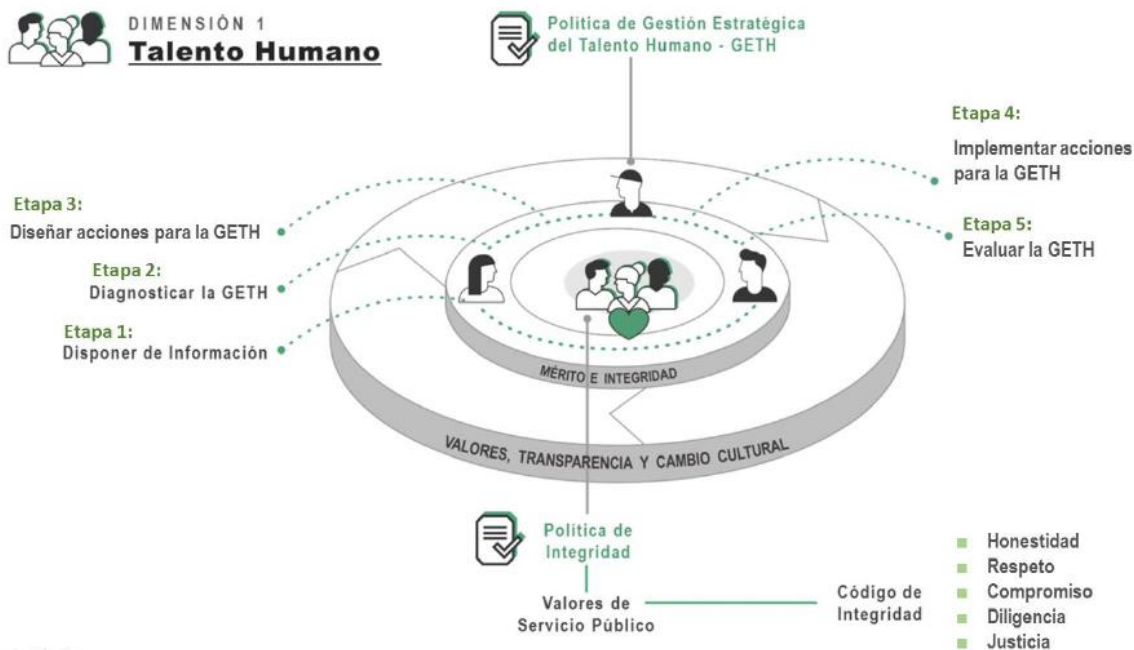 DIMENSIÓN 1
Talento Humano
Política de Gestión Estratégica
del Talento Humano - GETH
Etapa 4:
Implementar acciones
para la GETH
Etapa 3:
Diseñar acciones para la GETH
Etapa 5:
Evaluar la GETH
Etapa 2:
Diagnosticar la GETH
Etapa 1:
Disponer de Información
MÉRITO E INTEGRIDAD
VALORES, TRANSPARENCIA Y CAMBIO CULTURAL
Política de
Integridad
Valores de
Servicio Público
Código de
Integridad
Honestidad
Respeto
Compromiso
Diligencia
Justicia